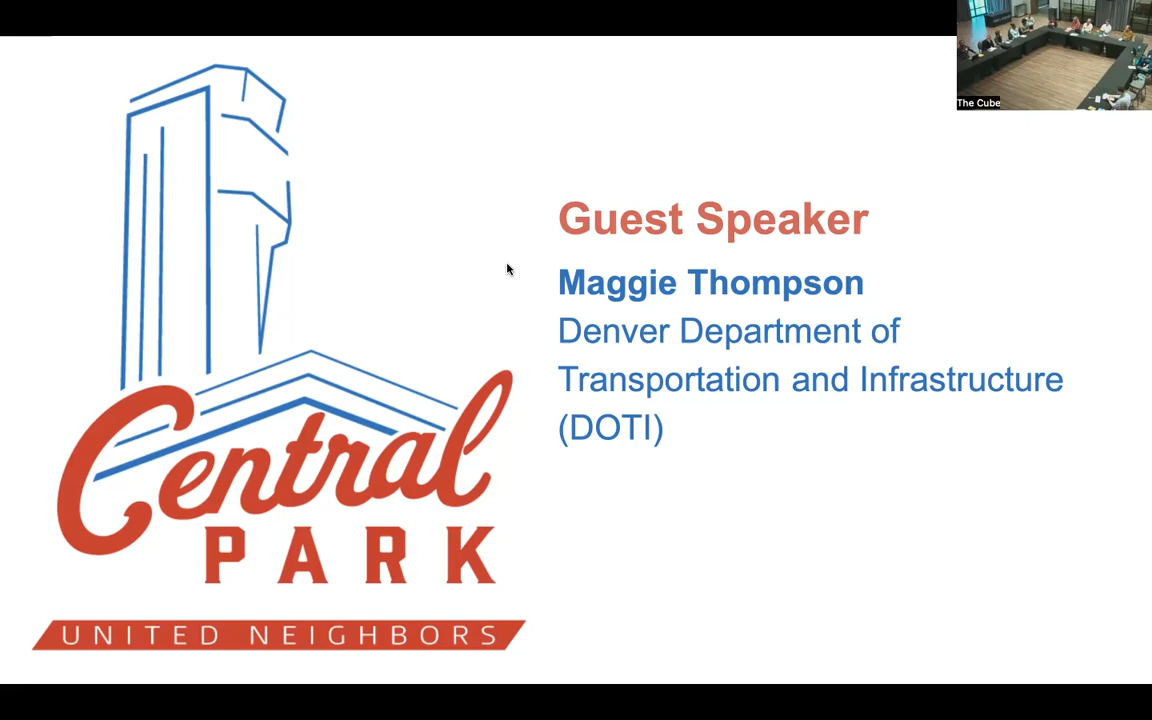 The Cube
Guest Speaker
Maggie Thompson
Denver Department of
Transportation and Infrastructure
(DOTI)
Central
PARK
UNITED NEIGHBORS